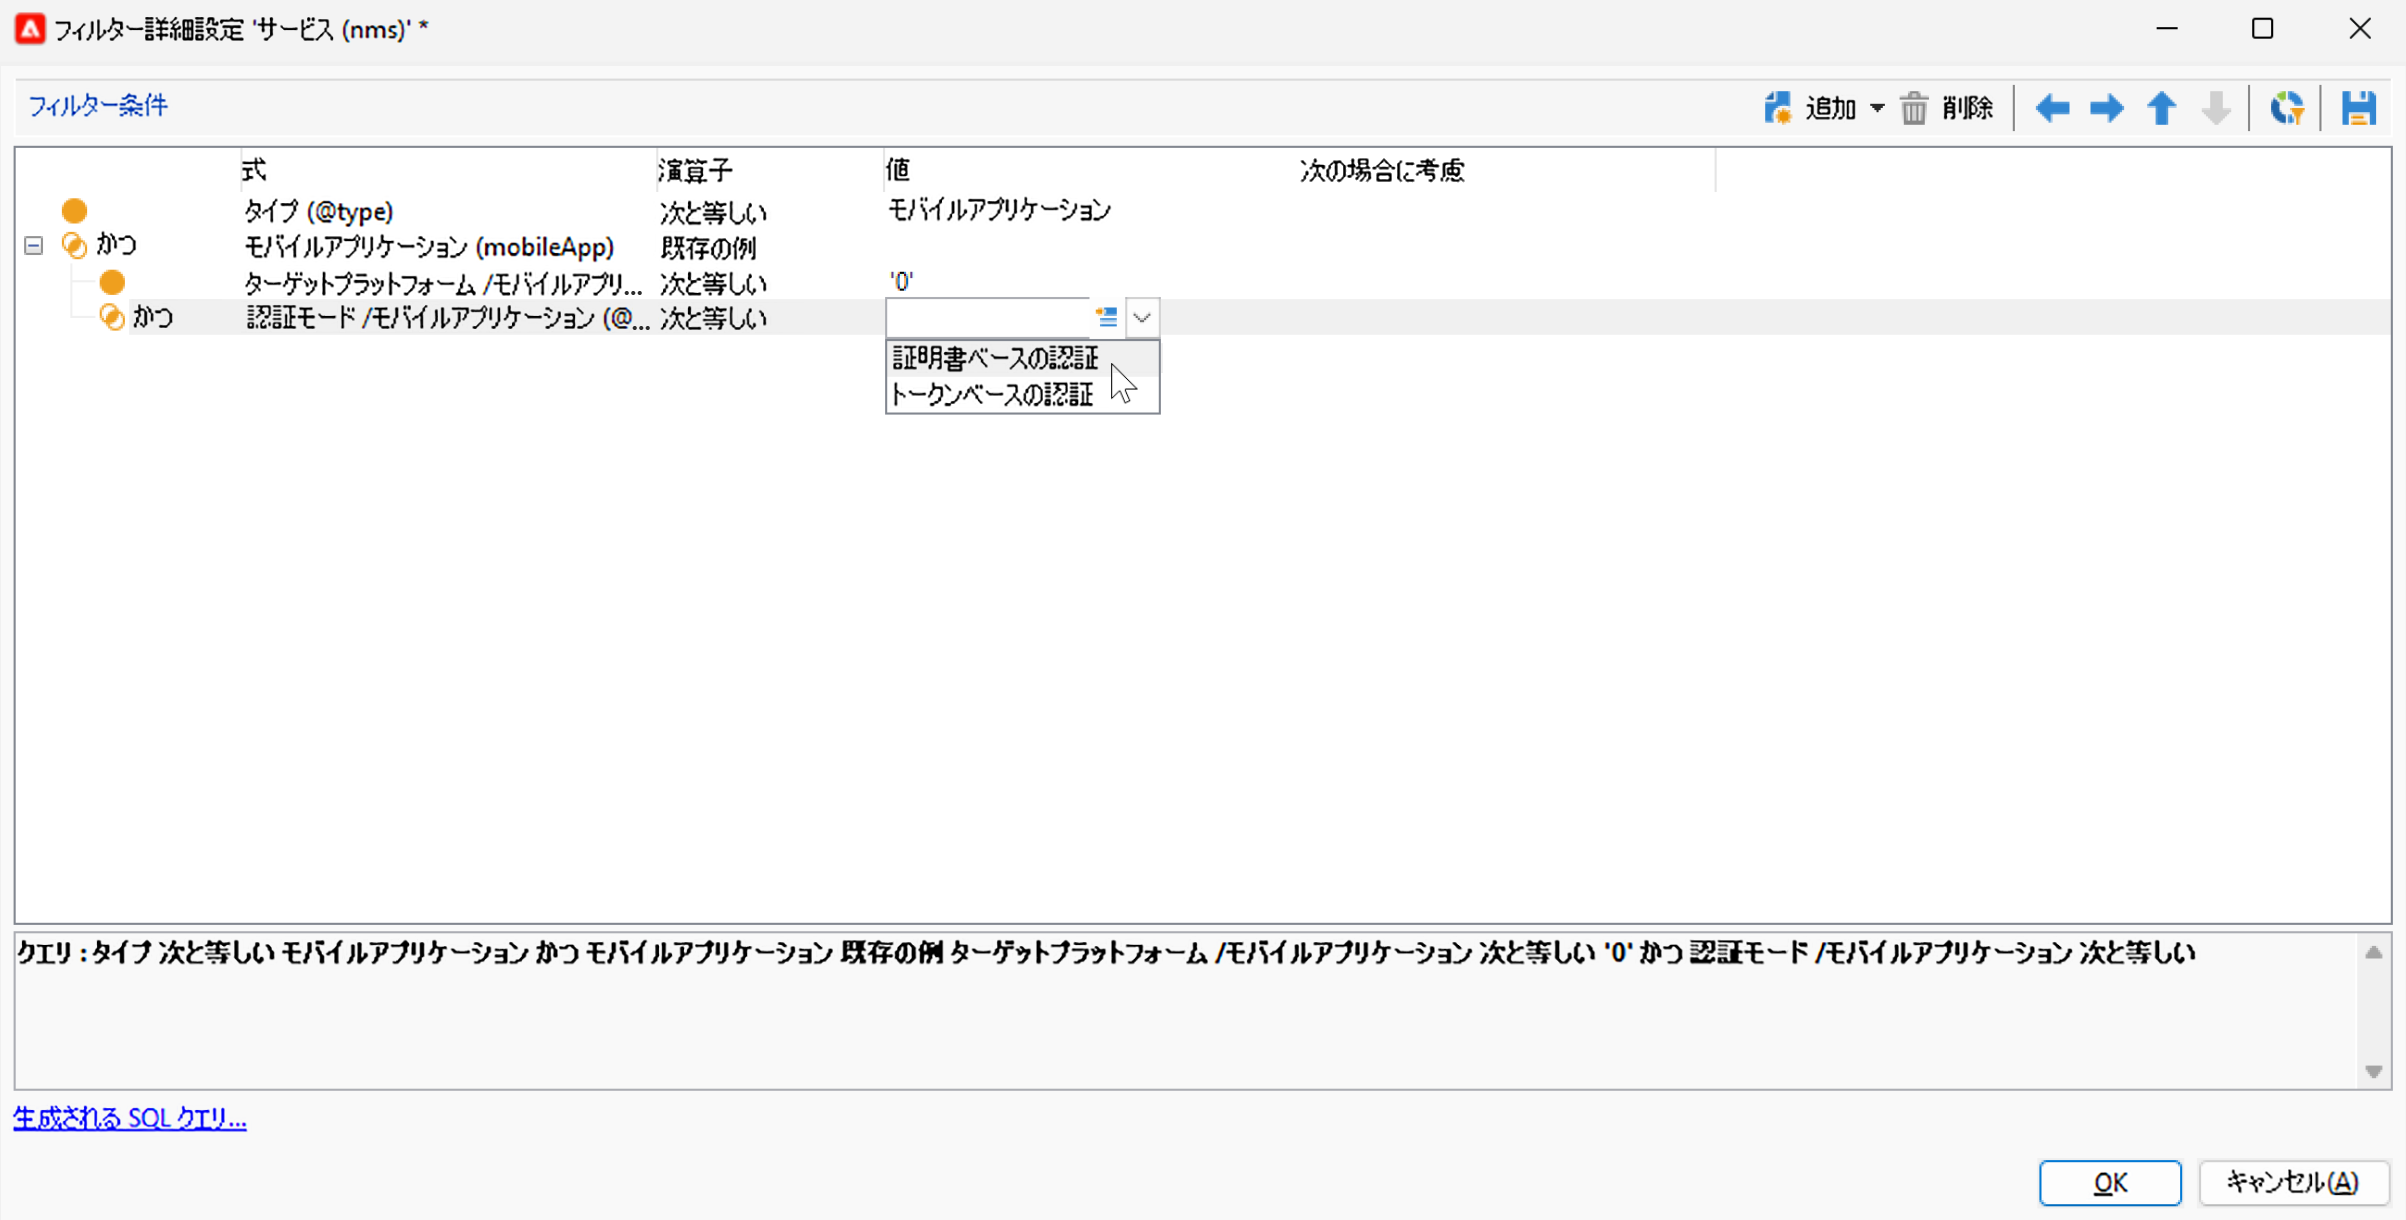 フィルター詳細設定 'サービス (nms)' *
フィルター条件
追加
削除
式 演算子 値 次の場合に考慮
タイプ (@type) 次と等しい モバイルアプリケーション
かつ モバイルアプリケーション (mobileApp) 既存の例
ターゲットプラットフォーム /モバイルアプリ... 次と等しい '0'
かつ 認証モード /モバイルアプリケーション (@... 次と等しい
証明書ベースの認証
トークンベースの認証
クエリ : タイプ 次と等しい モバイルアプリケーション かつ モバイルアプリケーション 既存の例 ターゲットプラットフォーム /モバイルアプリケーション 次と等しい '0' かつ 認証モード /モバイルアプリケーション 次と等しい
生成される SQL クエリ...
OK
キャンセル(A)